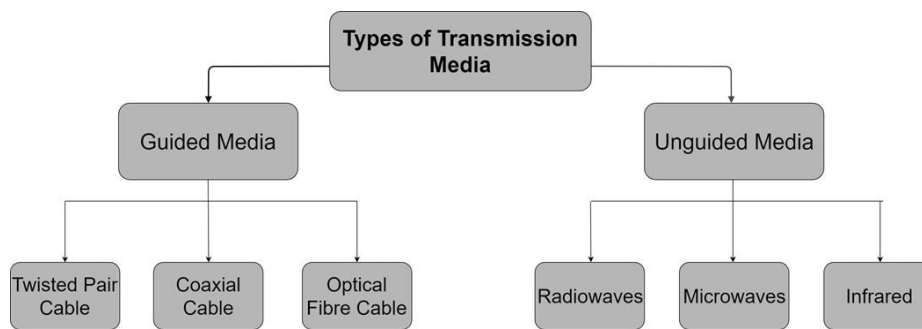 Types of Transmission
Media
Guided Media
Unguided Media
Twisted Pair
Cable
Coaxial
Cable
Optical
Fibre Cable
Radiowaves
Microwaves
Infrared